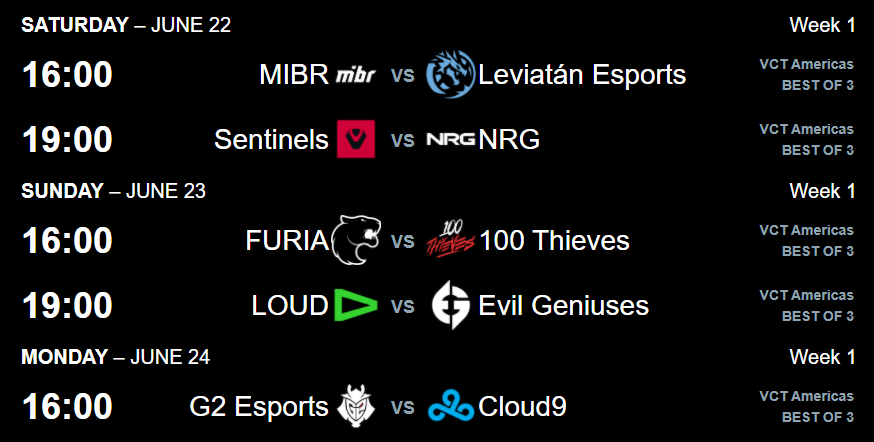 SATURDAY – JUNE 22 Week 1
16:00 MIBR mibr vs Leviatán Esports VCT Americas
BEST OF 3
19:00 Sentinels vs NRG NRG VCT Americas
BEST OF 3
SUNDAY – JUNE 23 Week 1
16:00 FURIA vs 100 THIEVES 100 Thieves VCT Americas
BEST OF 3
19:00 LOUD vs Evil Geniuses VCT Americas
BEST OF 3
MONDAY – JUNE 24 Week 1
16:00 G2 Esports vs Cloud9 VCT Americas
BEST OF 3